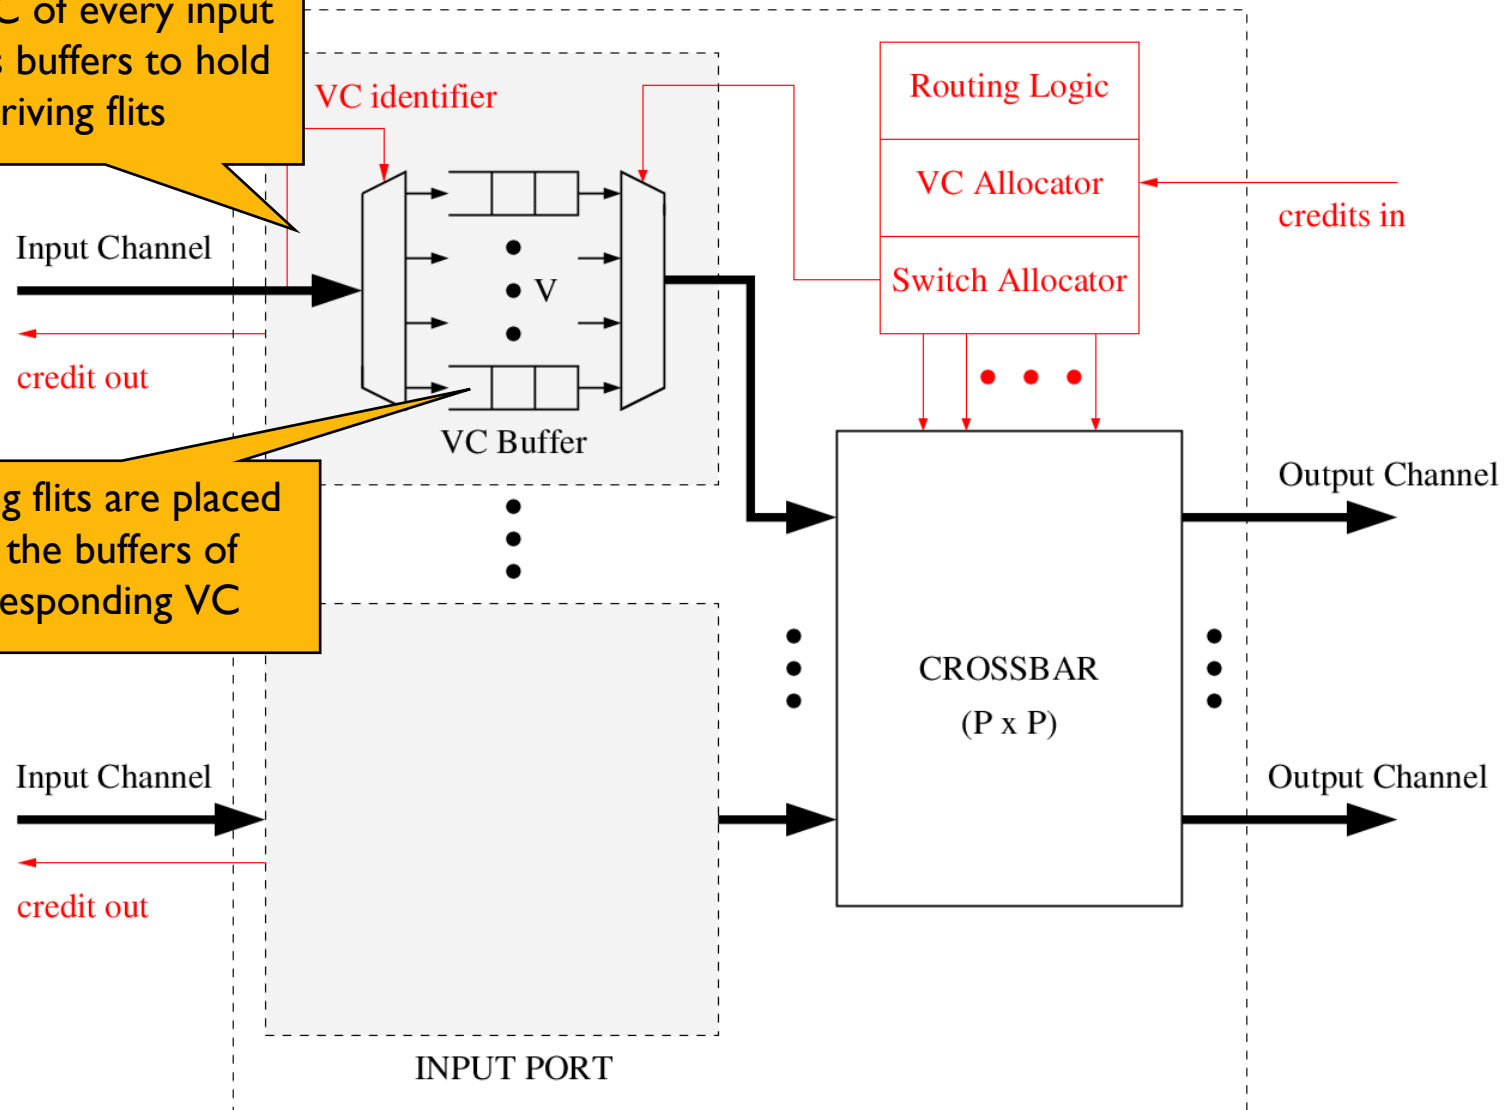 C of every input
s buffers to hold
riving flits
VC identifier
Routing Logic
VC Allocator
Switch Allocator
credits in
Input Channel
credit out
V
VC Buffer
g flits are placed
the buffers of
esponding VC
Output Channel
CROSSBAR
(P x P)
Input Channel
credit out
Output Channel
INPUT PORT